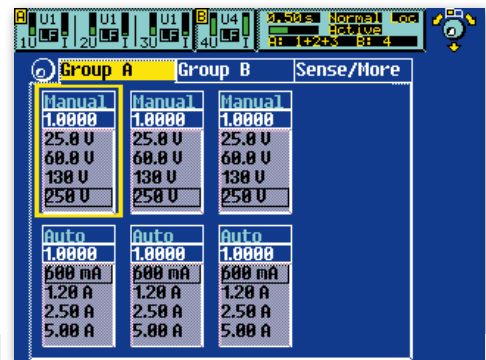 A U1 U1 U1 B U4 0.50s Normal Loc
LF LF LF LF Active
1U I 2U I 3U I 4U I A: 1+2+3 B: 4
Group A Group B Sense/More
Manual Manual Manual
1.0000 1.0000 1.0000
25.0 V 25.0 V 25.0 V
60.0 V 60.0 V 60.0 V
130 V 130 V 130 V
250 V 250 V 250 V
Auto Auto Auto
1.0000 1.0000 1.0000
600 mA 600 mA 600 mA
1.20 A 1.20 A 1.20 A
2.50 A 2.50 A 2.50 A
5.00 A 5.00 A 5.00 A